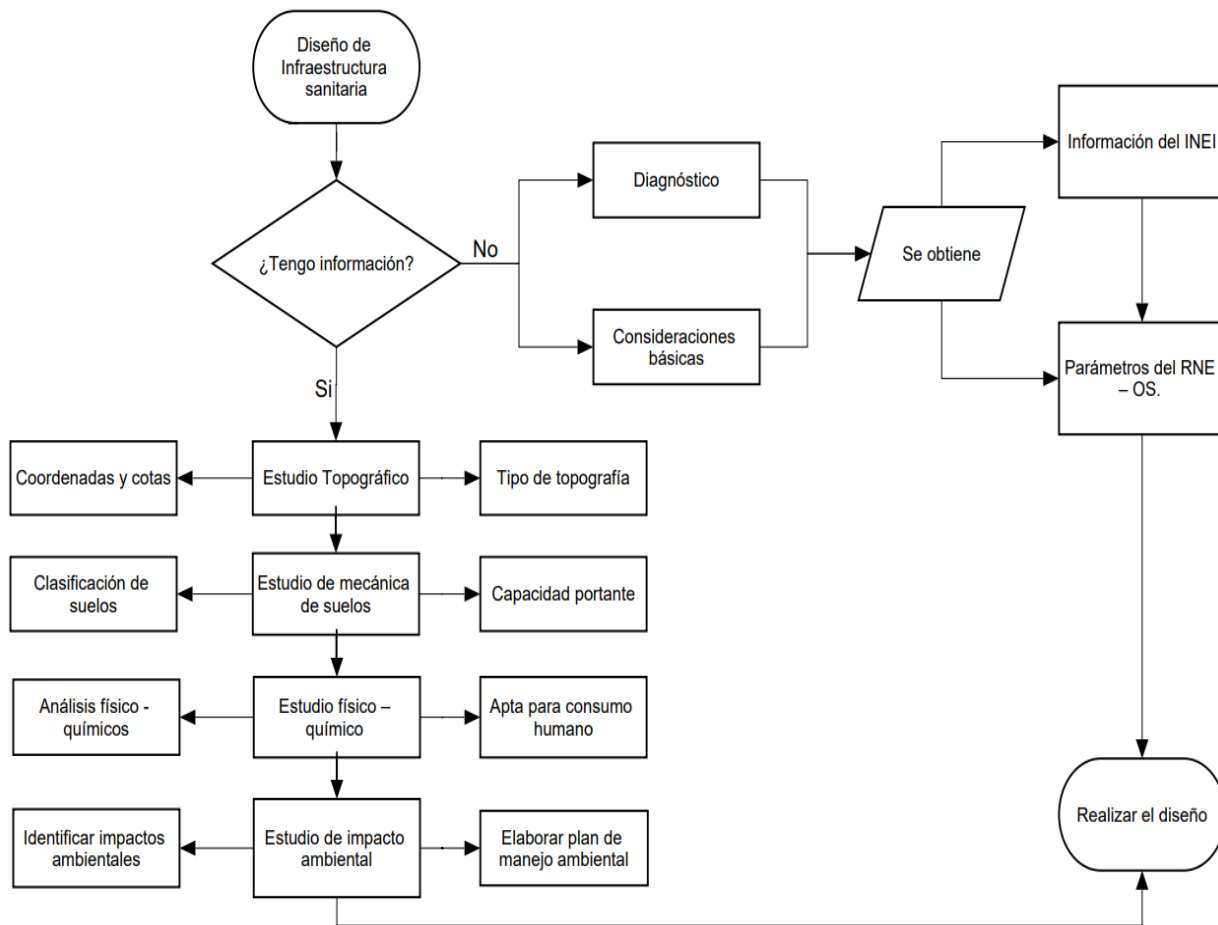 Diseño de
Infraestructura
sanitaria
¿Tengo información?
No
Si
Diagnóstico
Consideraciones
básicas
Se obtiene
Información del INEI
Parámetros del RNE
– OS.
Coordenadas y cotas
Estudio Topográfico
Tipo de topografía
Clasificación de
suelos
Estudio de mecánica
de suelos
Capacidad portante
Análisis físico -
químicos
Estudio físico –
químico
Apta para consumo
humano
Identificar impactos
ambientales
Estudio de impacto
ambiental
Elaborar plan de
manejo ambiental
Realizar el diseño